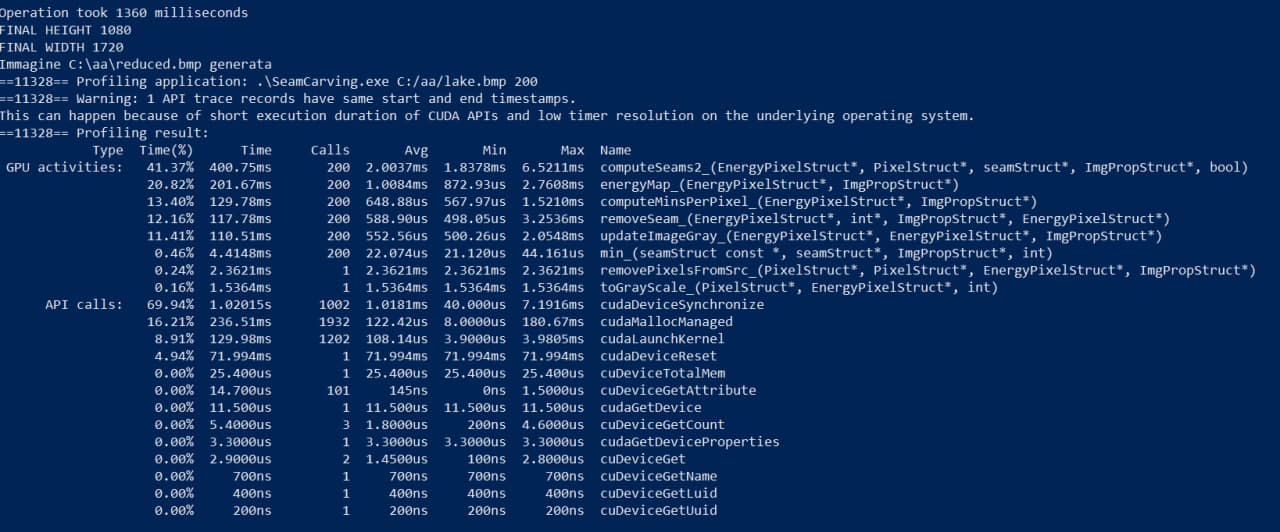 Operation took 1360 milliseconds
FINAL HEIGHT 1080
FINAL WIDTH 1720
Immagine C:\aa\reduced.bmp generata
==11328== Profiling application: .\SeamCarving.exe C:/aa/lake.bmp 200
==11328== Warning: 1 API trace records have same start and end timestamps.
This can happen because of short execution duration of CUDA APIs and low timer resolution on the underlying operating system.
==11328== Profiling result:
Type Time(%) Time Calls Avg Min Max Name
GPU activities: 41.37% 400.75ms 200 2.0037ms 1.8378ms 6.5211ms computeSeams2_(EnergyPixelStruct*, PixelStruct*, seamStruct*, ImgPropStruct*, bool)
20.82% 201.67ms 200 1.0084ms 872.93us 2.7608ms energyMap_(EnergyPixelStruct*, ImgPropStruct*)
13.40% 129.78ms 200 648.88us 567.97us 1.5210ms computeMinsPerPixel_(EnergyPixelStruct*, ImgPropStruct*)
12.16% 117.78ms 200 588.90us 498.05us 3.2536ms removeSeam_(EnergyPixelStruct*, int*, ImgPropStruct*, EnergyPixelStruct*)
11.41% 110.51ms 200 552.56us 500.26us 2.0548ms updateImageGray_(EnergyPixelStruct*, EnergyPixelStruct*, ImgPropStruct*)
0.46% 4.4148ms 200 22.074us 21.120us 44.161us min_(seamStruct const *, seamStruct*, ImgPropStruct*, int)
0.24% 2.3621ms 1 2.3621ms 2.3621ms 2.3621ms removePixelsFromSrc_(PixelStruct*, PixelStruct*, EnergyPixelStruct*, ImgPropStruct*)
0.16% 1.5364ms 1 1.5364ms 1.5364ms 1.5364ms toGrayScale_(PixelStruct*, EnergyPixelStruct*, int)
API calls: 69.94% 1.02015s 1002 1.0181ms 40.000us 7.1916ms cudaDeviceSynchronize
16.21% 236.51ms 1932 122.42us 8.0000us 180.67ms cudaMallocManaged
8.91% 129.98ms 1202 108.14us 3.9000us 3.9805ms cudaLaunchKernel
4.94% 71.994ms 1 71.994ms 71.994ms 71.994ms cudaDeviceReset
0.00% 25.400us 1 25.400us 25.400us 25.400us cuDeviceTotalMem
0.00% 14.700us 101 145ns 0ns 1.5000us cuDeviceGetAttribute
0.00% 11.500us 1 11.500us 11.500us 11.500us cudaGetDevice
0.00% 5.4000us 3 1.8000us 200ns 4.6000us cuDeviceGetCount
0.00% 3.3000us 1 3.3000us 3.3000us 3.3000us cudaGetDeviceProperties
0.00% 2.9000us 2 1.4500us 100ns 2.8000us cuDeviceGet
0.00% 700ns 1 700ns 700ns 700ns cuDeviceGetName
0.00% 400ns 1 400ns 400ns 400ns cuDeviceGetLuid
0.00% 200ns 1 200ns 200ns 200ns cuDeviceGetUuid